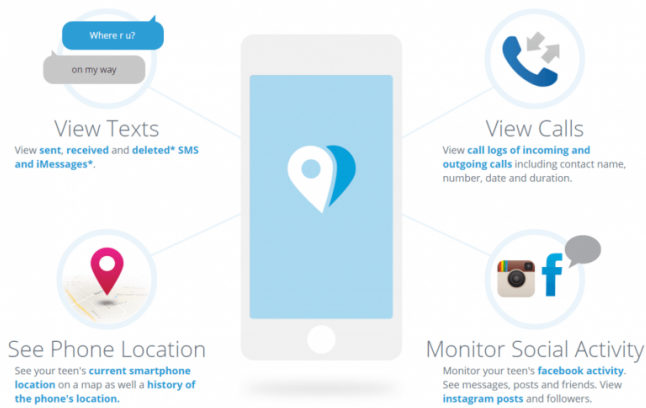 Where r u?
on my way
View Texts
View sent, received and deleted* SMS
and iMessages*.
View Calls
View call logs of incoming and
outgoing calls including contact name,
number, date and duration.
See Phone Location
See your teen's current smartphone
location on a map as well a history of
the phone's location.
Monitor Social Activity
Monitor your teen's facebook activity.
See messages, posts and friends. View
instagram posts and followers.